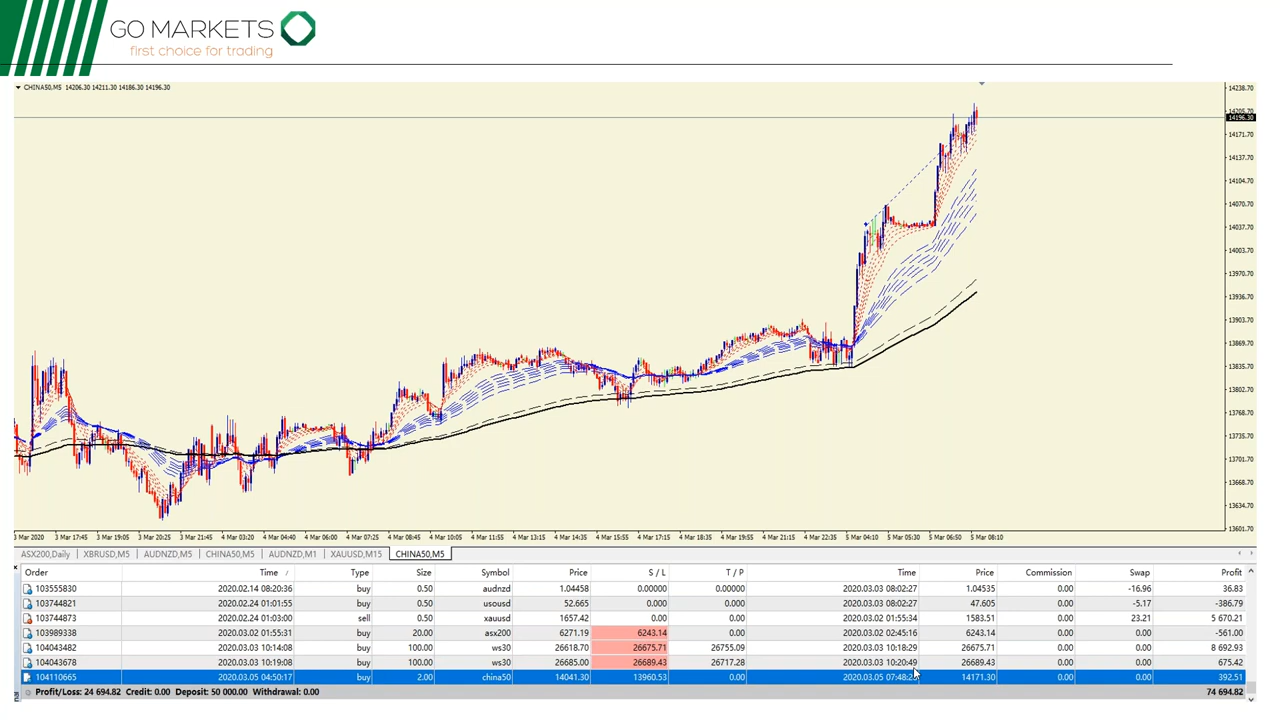 GO MARKETS
first choice for trading
CHINA50,M5 14206.30 14211.30 14186.30 14196.30
14238.70
14205.70
14196.30
14171.70
14137.70
14104.70
14070.70
14037.70
14003.70
13970.70
13936.70
13903.70
13869.70
13835.70
13802.70
13768.70
13735.70
13701.70
13668.70
13634.70
13601.70
3 Mar 2020 3 Mar 17:45 3 Mar 19:05 3 Mar 20:25 3 Mar 21:45 4 Mar 03:20 4 Mar 04:40 4 Mar 06:00 4 Mar 07:25 4 Mar 08:45 4 Mar 10:05 4 Mar 11:55 4 Mar 13:15 4 Mar 14:35 4 Mar 15:55 4 Mar 17:15 4 Mar 18:35 4 Mar 19:55 4 Mar 21:15 4 Mar 22:35 5 Mar 04:10 5 Mar 05:30 5 Mar 06:50 5 Mar 08:10
ASX200,Daily XBRUSD,M5 AUDNZD,M5 CHINA50,M5 AUDNZD,M1 XAUUSD,M15 CHINA50,M5
Order Time / Type Size Symbol Price S / L T / P Time Price Commission Swap Profit
103555830 2020.02.14 08:20:36 buy 0.50 audnzd 1.04458 0.00000 0.00000 2020.03.03 08:02:27 1.04535 0.00 -16.96 36.83
103744821 2020.02.24 01:01:55 buy 0.50 usousd 52.665 0.000 0.000 2020.03.03 08:02:27 47.605 0.00 -5.17 -386.79
103744873 2020.02.24 01:03:00 sell 0.50 xauusd 1657.42 0.00 0.00 2020.03.02 01:55:34 1583.51 0.00 23.21 5 670.21
103989338 2020.03.02 01:55:31 buy 20.00 asx200 6271.19 6243.14 0.00 2020.03.02 02:45:16 6243.14 0.00 0.00 -561.00
104043482 2020.03.03 10:14:08 buy 100.00 ws30 26618.70 26675.71 26755.09 2020.03.03 10:18:29 26675.71 0.00 0.00 8 692.93
104043678 2020.03.03 10:19:08 buy 100.00 ws30 26685.00 26689.43 26717.28 2020.03.03 10:20:49 26689.43 0.00 0.00 675.42
104110665 2020.03.05 04:50:17 buy 2.00 china50 14041.30 13960.53 0.00 2020.03.05 14171.30 0.00 0.00 392.51
Profit/Loss: 24 694.82 Credit: 0.00 Deposit: 50 000.00 Withdrawal: 0.00 74 694.82